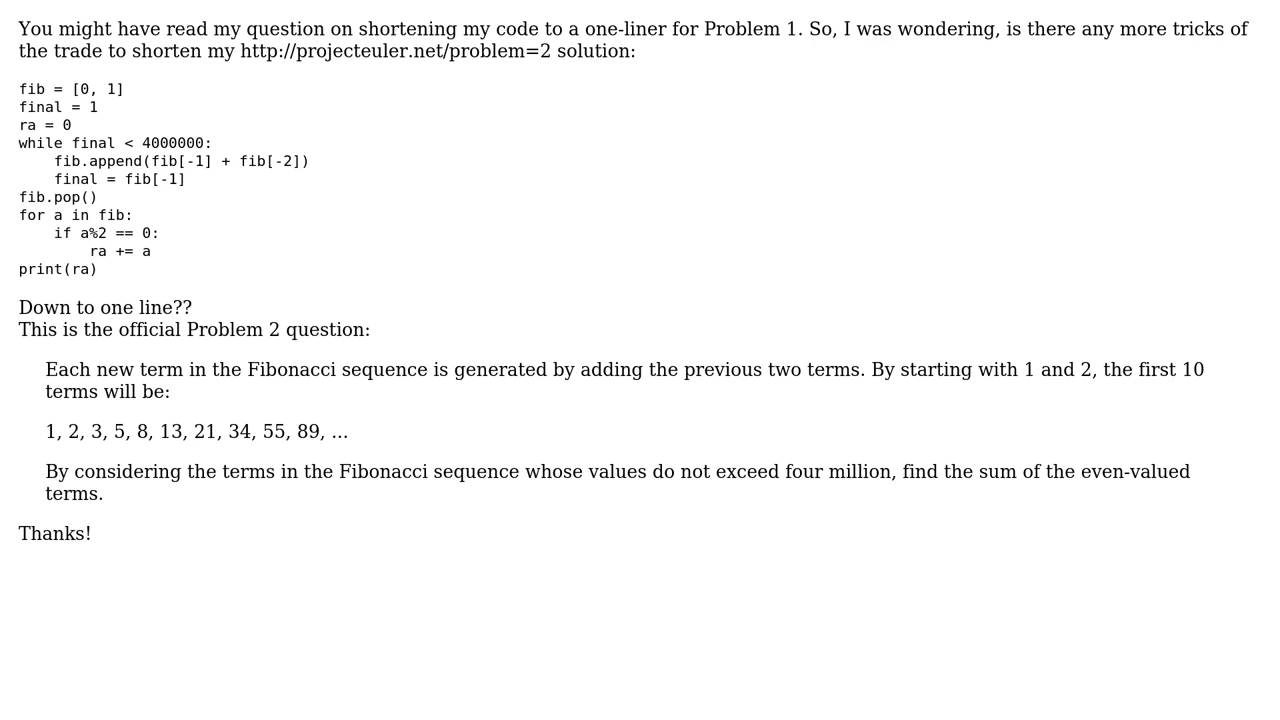 You might have read my question on shortening my code to a one-liner for Problem 1. So, I was wondering, is there any more tricks of
the trade to shorten my http://projecteuler.net/problem=2 solution:
fib = [0, 1]
final = 1
ra = 0
while final < 4000000:
    fib.append(fib[-1] + fib[-2])
    final = fib[-1]
fib.pop()
for a in fib:
    if a%2 == 0:
        ra += a
print(ra)
Down to one line??
This is the official Problem 2 question:
Each new term in the Fibonacci sequence is generated by adding the previous two terms. By starting with 1 and 2, the first 10
terms will be:
1, 2, 3, 5, 8, 13, 21, 34, 55, 89, ...
By considering the terms in the Fibonacci sequence whose values do not exceed four million, find the sum of the even-valued
terms.
Thanks!